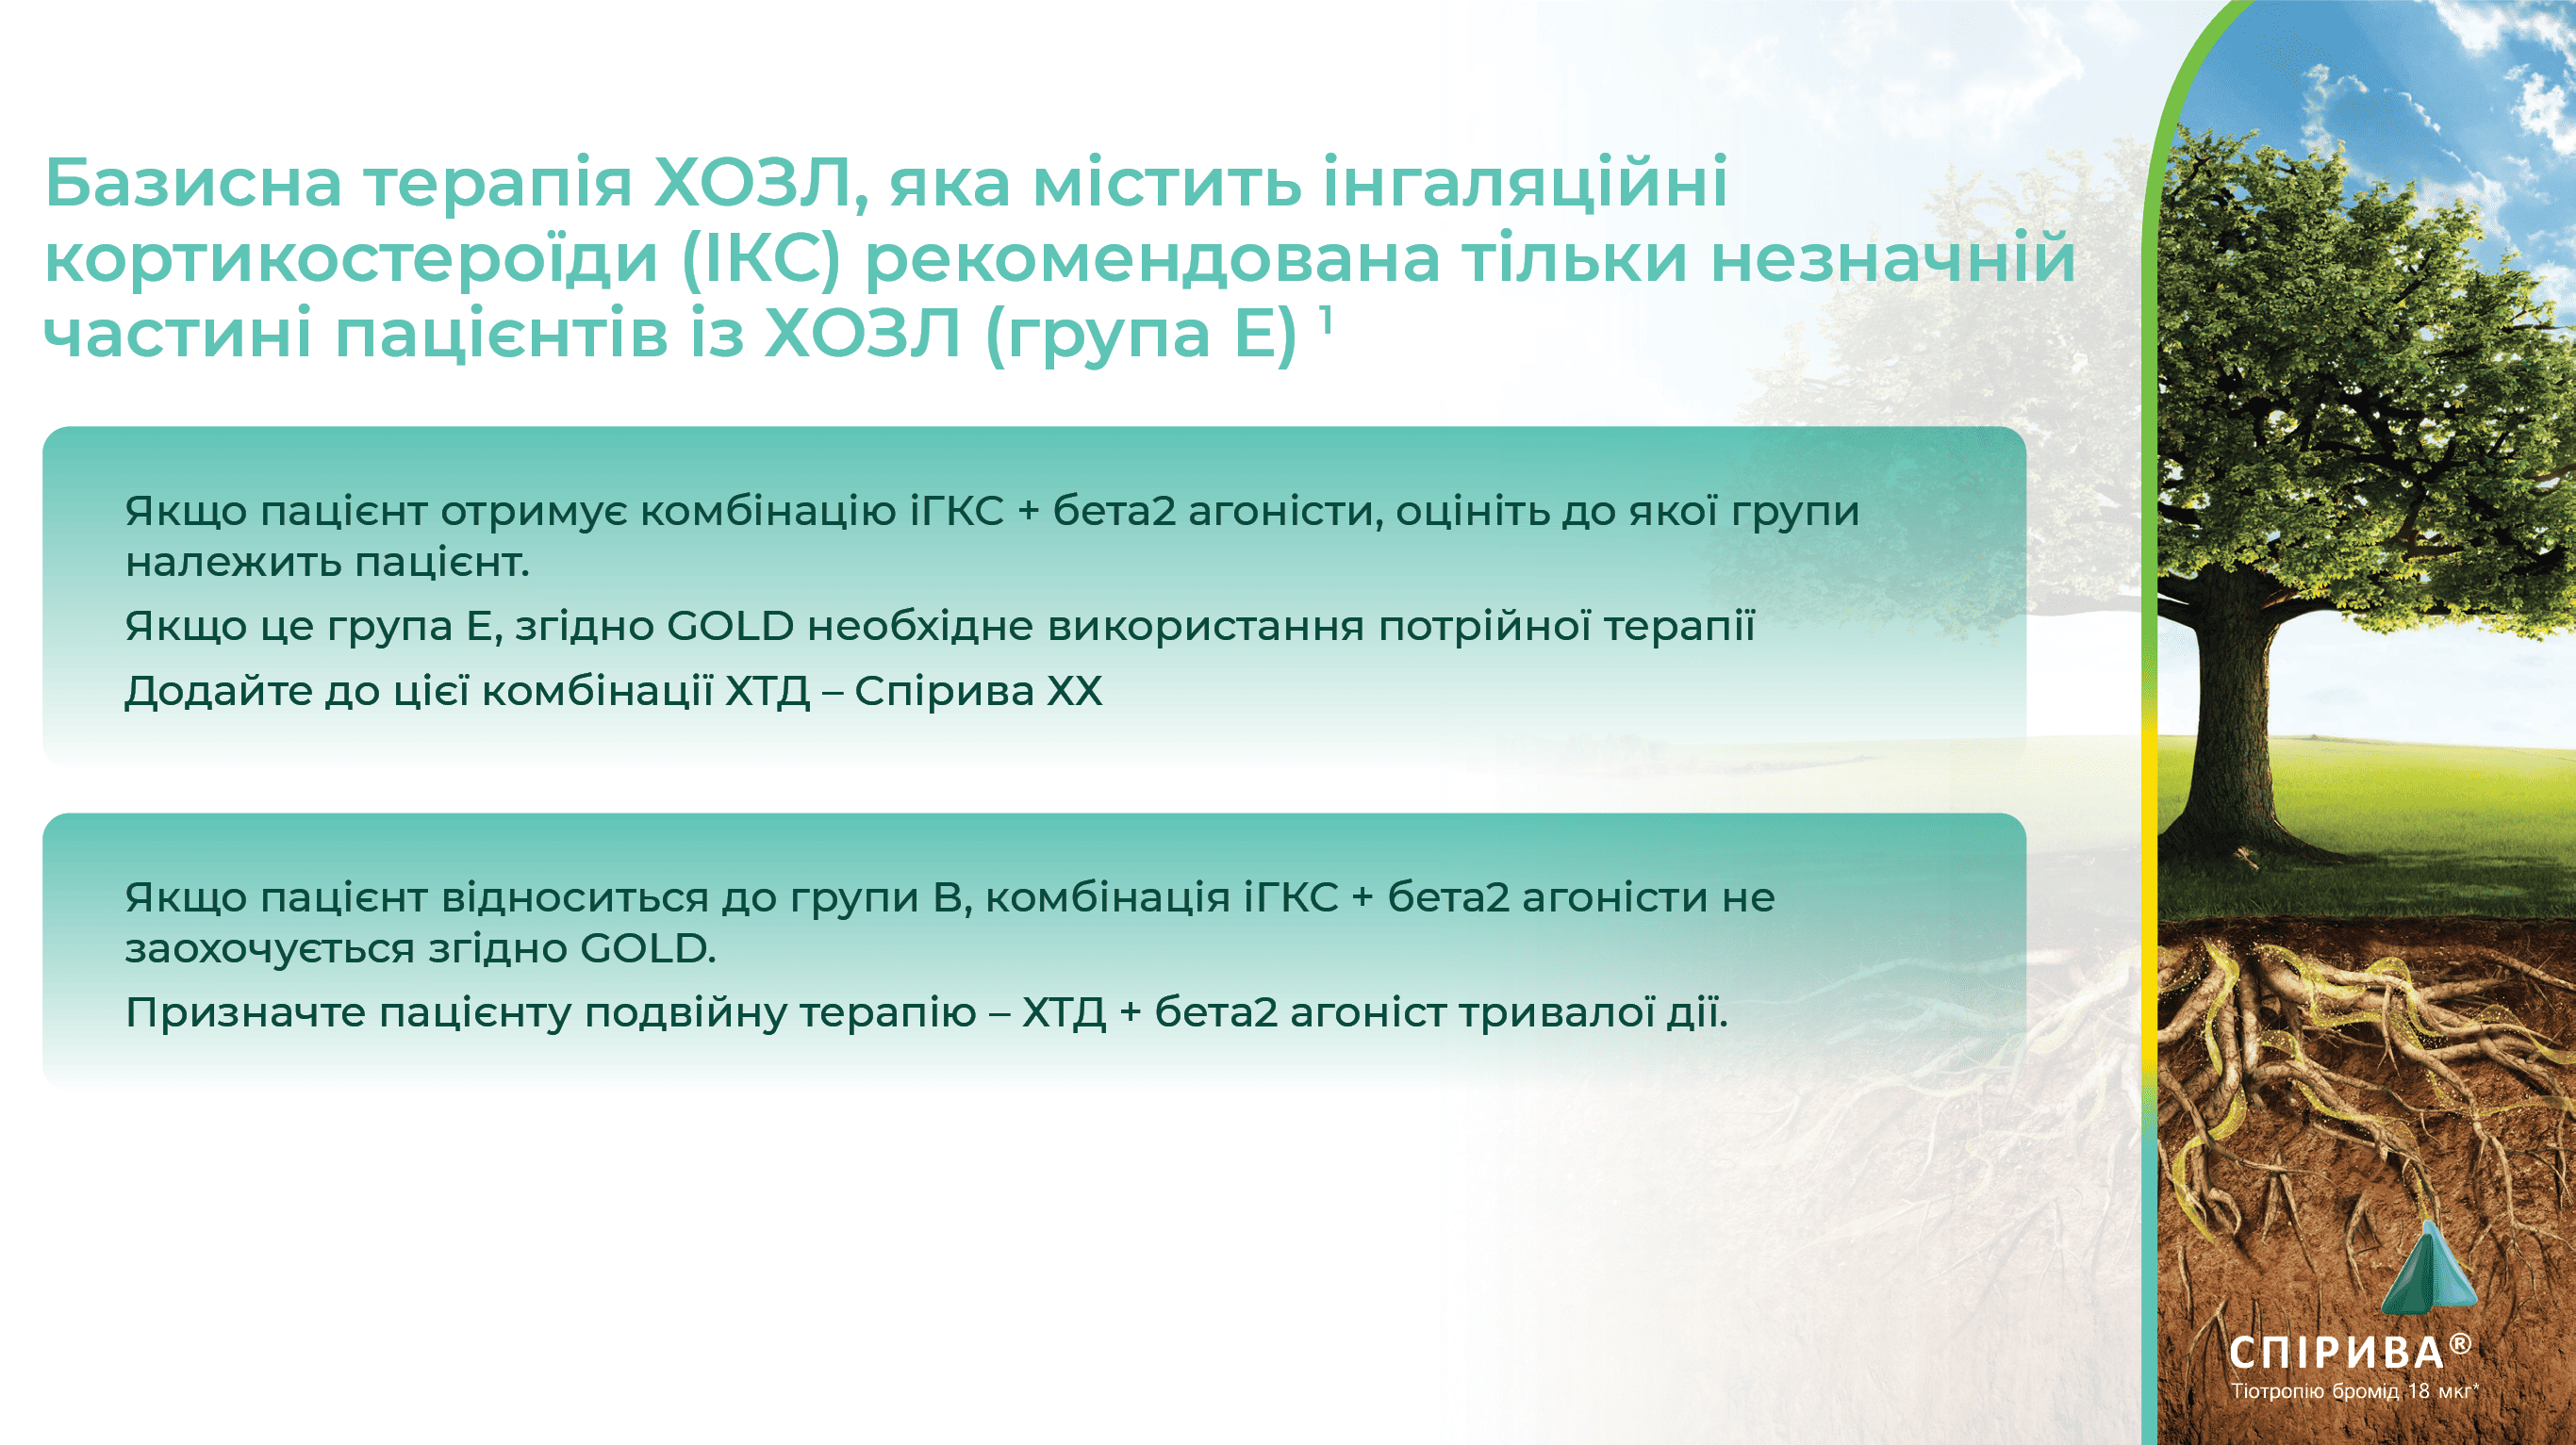 Базисна терапія ХОЗЛ, яка містить інгаляційні
кортикостероїди (ІКС) рекомендована тільки незначній
частині пацієнтів із ХОЗЛ (група Е) ¹
Якщо пацієнт отримує комбінацію іГКС + бета2 агоністи, оцініть до якої групи
належить пацієнт.
Якщо це група Е, згідно GOLD необхідне використання потрійної терапії
Додайте до цієї комбінації ХТД – Спірива ХХ
Якщо пацієнт відноситься до групи В, комбінація іГКС + бета2 агоністи не
заохочується згідно GOLD.
Призначте пацієнту подвійну терапію – ХТД + бета2 агоніст тривалої дії.
СПІРИВА®
Тіотропію бромід 18 мкг*